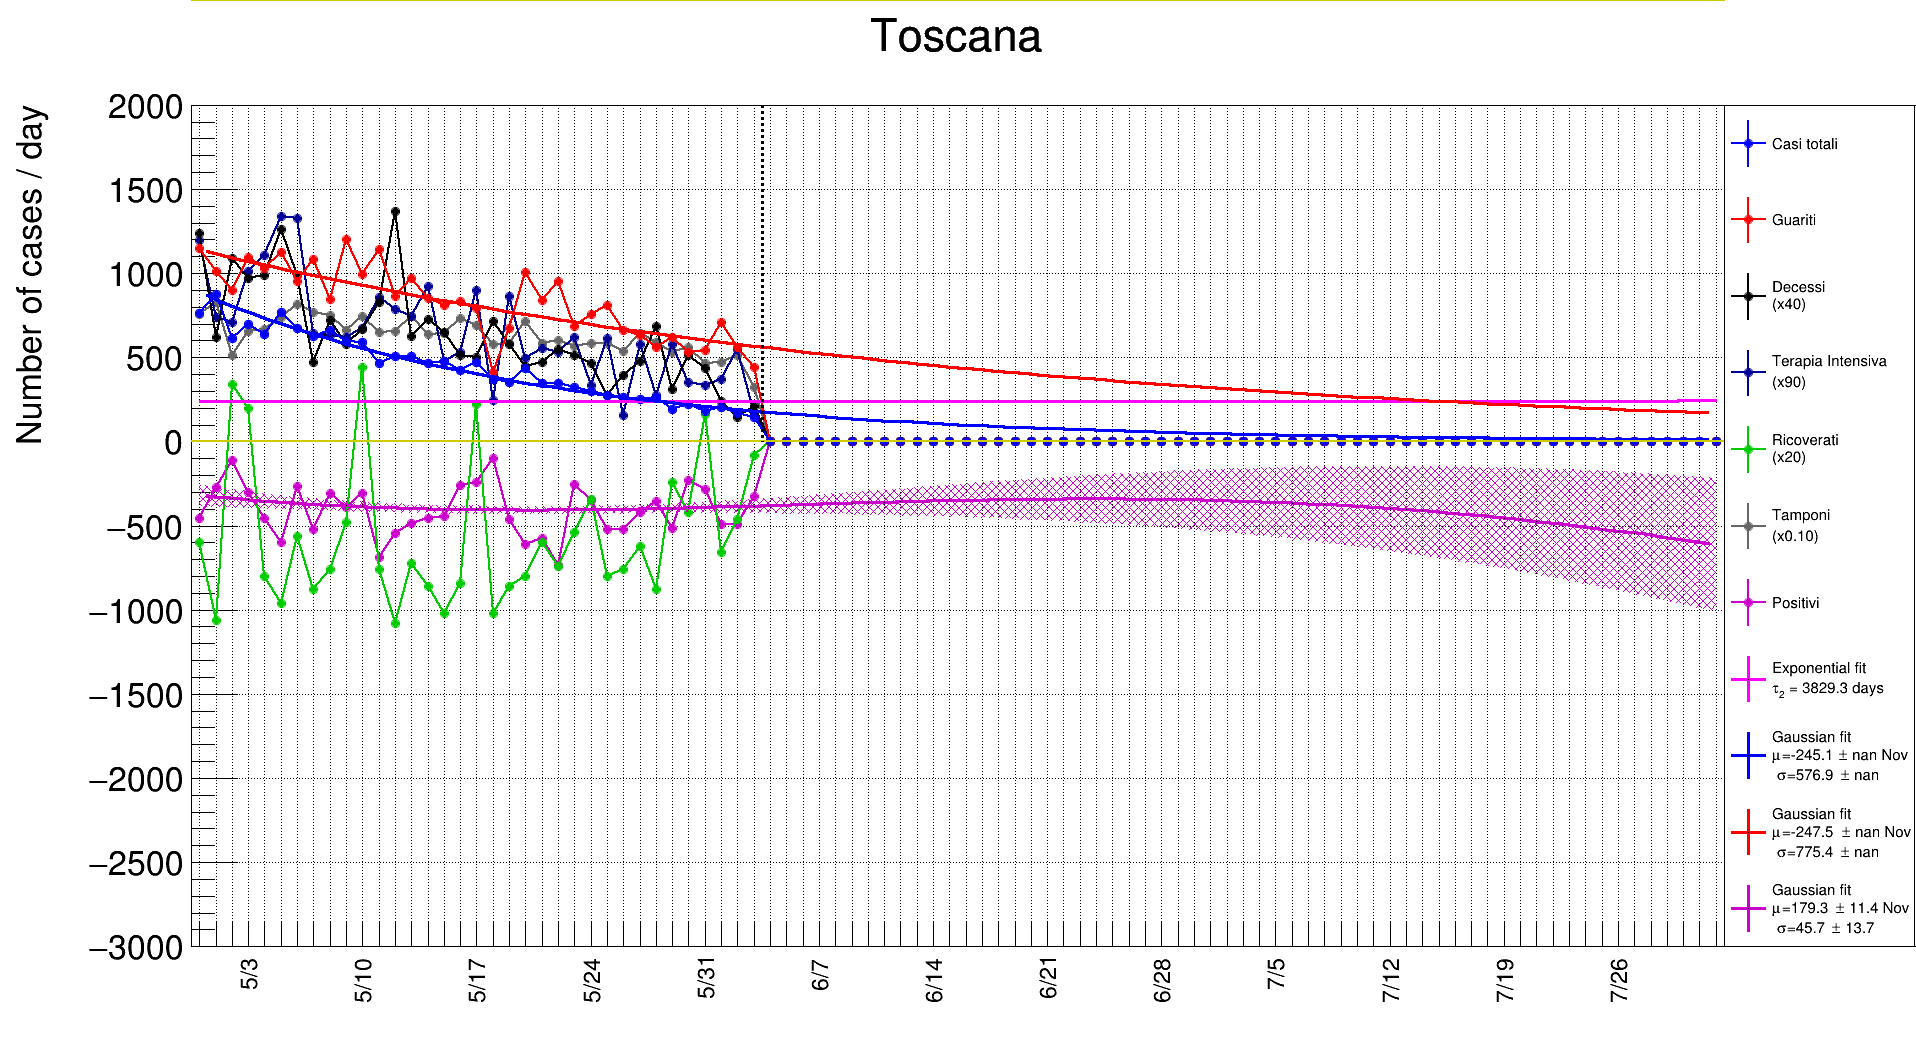 Toscana
Number of cases / day
2000
1500
1000
500
0
−500
−1000
−1500
−2000
−2500
−3000
5/3
5/10
5/17
5/24
5/31
6/7
6/14
6/21
6/28
7/5
7/12
7/19
7/26
Casi totali
Guariti
Decessi
(x40)
Terapia Intensiva
(x90)
Ricoverati
(x20)
Tamponi
(x0.10)
Positivi
Exponential fit
τ2 = 3829.3 days
Gaussian fit
μ=-245.1 ± nan Nov
σ=576.9 ± nan
Gaussian fit
μ=-247.5 ± nan Nov
σ=775.4 ± nan
Gaussian fit
μ=179.3 ± 11.4 Nov
σ=45.7 ± 13.7